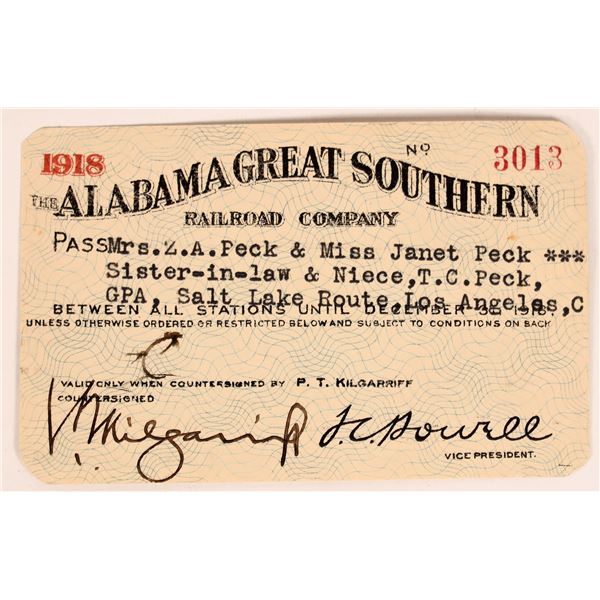 1918 Nº 3013
THE ALABAMA GREAT SOUTHERN
RAILROAD COMPANY
PASS Mrs.Z.A.Peck & Miss Janet Peck ***
Sister-in-law & Niece,T.C.Peck,
GPA, Salt Lake Route,Los Angeles,C
BETWEEN ALL STATIONS UNTIL DECEMBER 31, 1918,
UNLESS OTHERWISE ORDERED OR RESTRICTED BELOW AND SUBJECT TO CONDITIONS ON BACK
C
VALID ONLY WHEN COUNTERSIGNED BY P. T. KILGARRIFF
COUNTERSIGNED
P.T. Kilgarriff
VICE PRESIDENT.